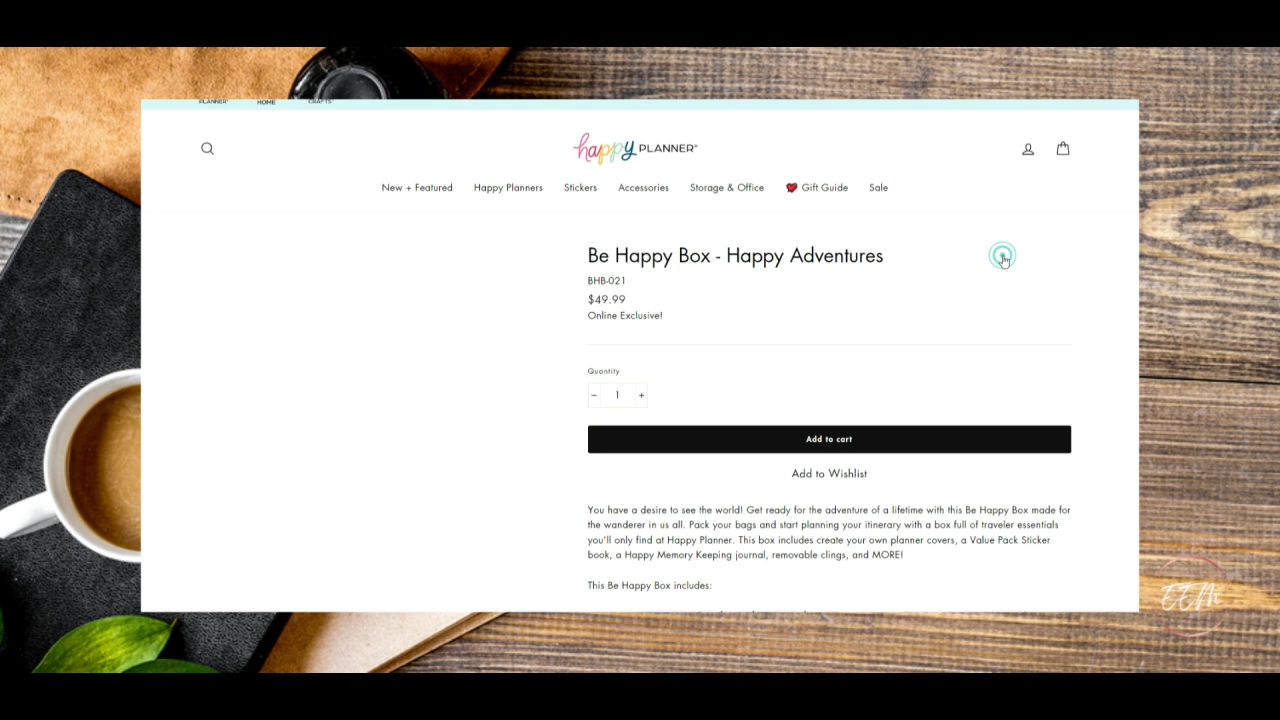 PLANNER® HOME CRAFTS®
happy PLANNER®
New + Featured Happy Planners Stickers Accessories Storage & Office Gift Guide Sale
Be Happy Box - Happy Adventures
BHB-021
$49.99
Online Exclusive!
Quantity
− 1 +
Add to cart
Add to Wishlist
You have a desire to see the world! Get ready for the adventure of a lifetime with this Be Happy Box made for
the wanderer in us all. Pack your bags and start planning your itinerary with a box full of traveler essentials
you'll only find at Happy Planner. This box includes create your own planner covers, a Value Pack Sticker
book, a Happy Memory Keeping journal, removable clings, and MORE!
This Be Happy Box includes:
EEM